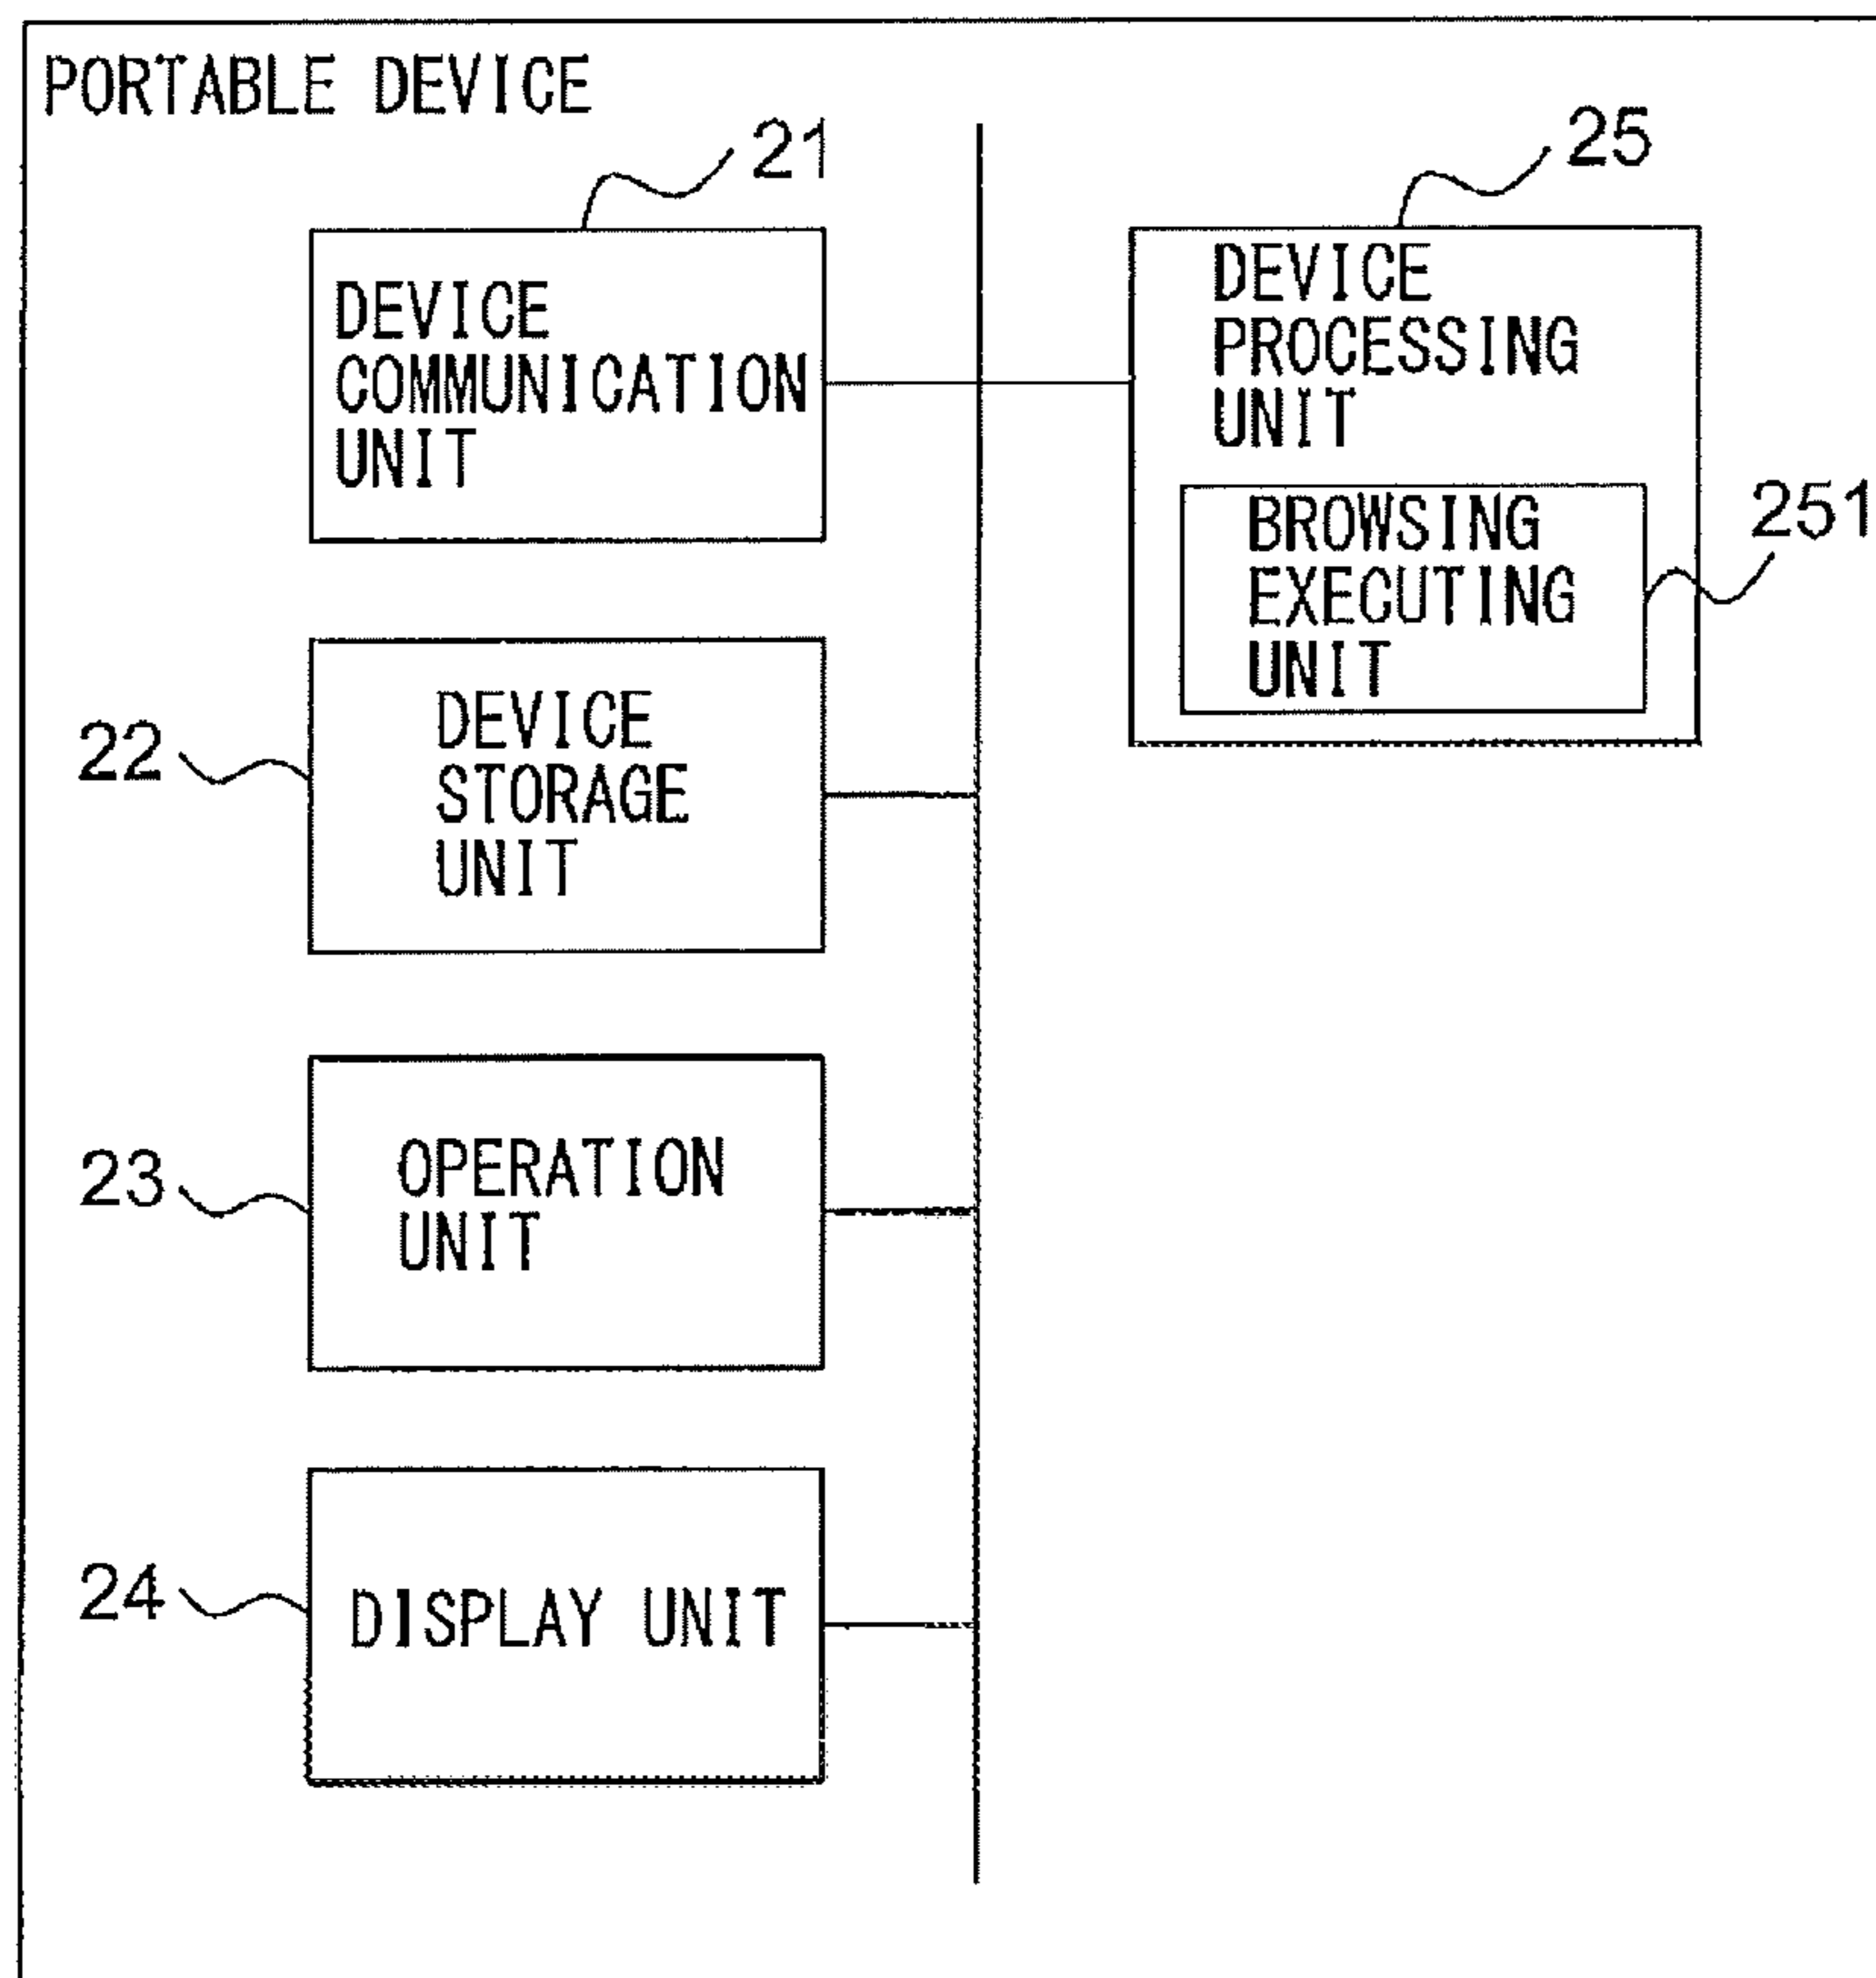 PORTABLE DEVICE
21
DEVICE
COMMUNICATION
UNIT
22
DEVICE
STORAGE
UNIT
23
OPERATION
UNIT
24
DISPLAY UNIT
25
DEVICE
PROCESSING
UNIT
BROWSING
EXECUTING
UNIT
251